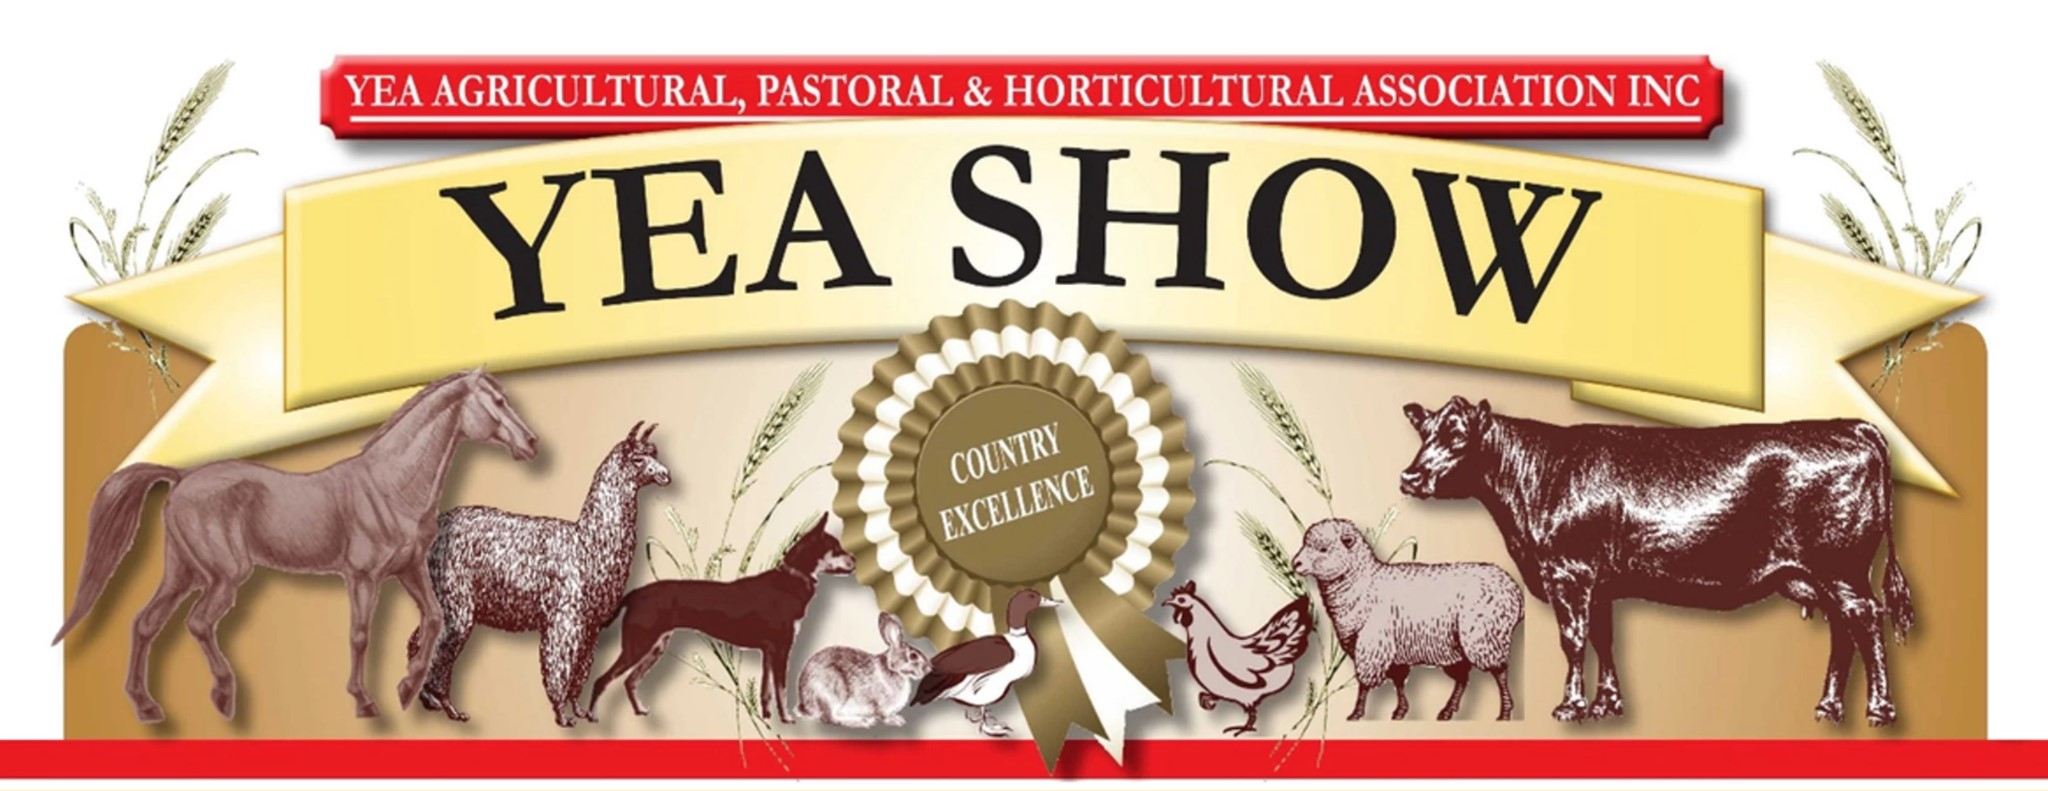 YEA AGRICULTURAL, PASTORAL & HORTICULTURAL ASSOCIATION INC
YEA SHOW
COUNTRY
EXCELLENCE